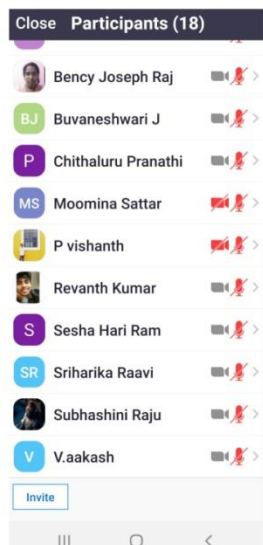 Close Participants (18)
Bency Joseph Raj
BJ Buvaneshwari J
P Chithaluru Pranathi
MS Moomina Sattar
P vishanth
Revanth Kumar
S Sesha Hari Ram
SR Sriharika Raavi
Subhashini Raju
V V.aakash
Invite